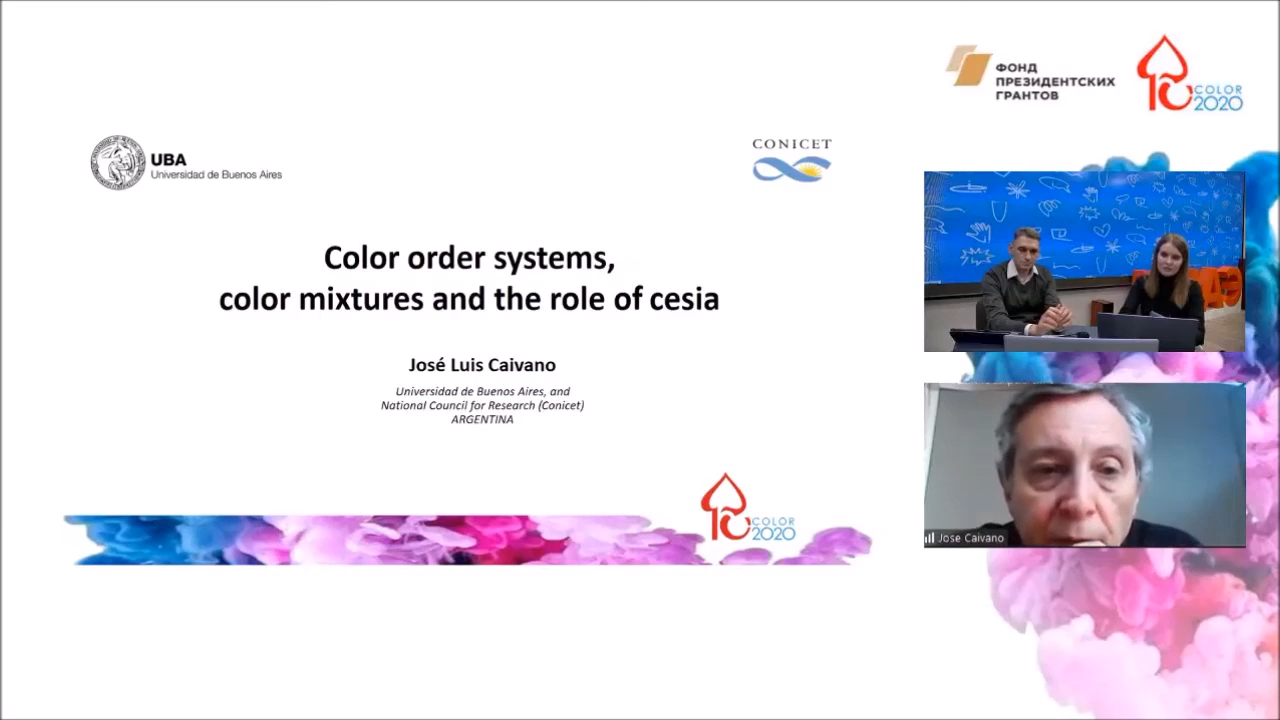 ФОНД
ПРЕЗИДЕНТСКИХ
ГРАНТОВ
COLOR
2020
UBA
Universidad de Buenos Aires
CONICET
Color order systems,
color mixtures and the role of cesia
José Luis Caivano
Universidad de Buenos Aires, and
National Council for Research (Conicet)
ARGENTINA
COLOR
2020
Jose Caivano